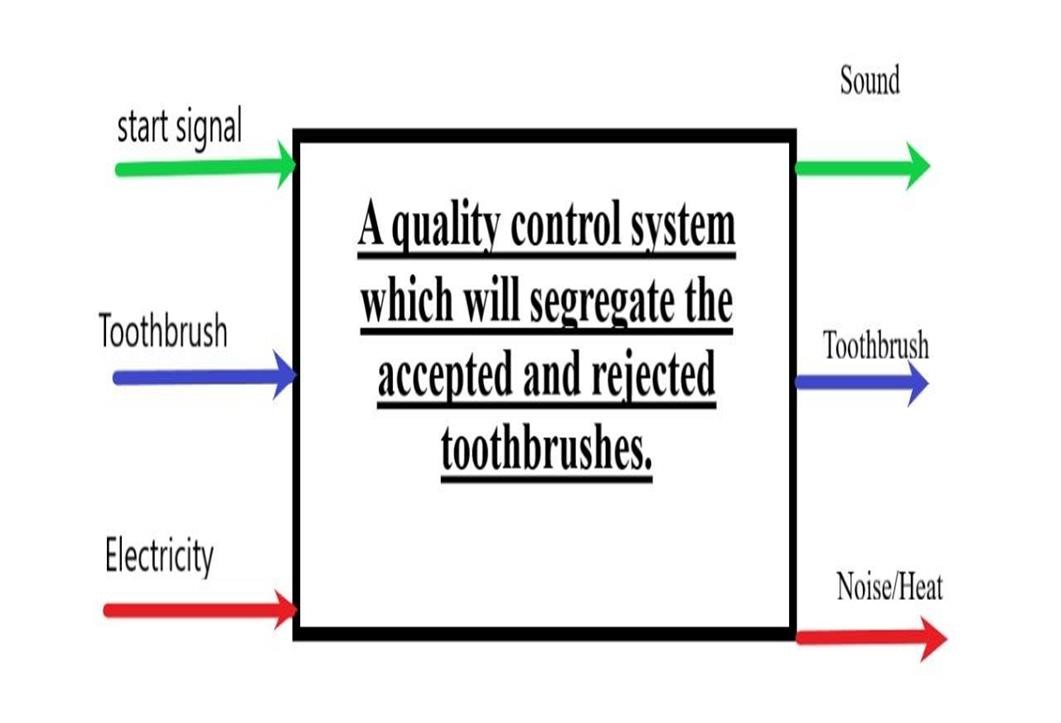 start signal
Toothbrush
Electricity
A quality control system
which will segregate the
accepted and rejected
toothbrushes.
Sound
Toothbrush
Noise/Heat